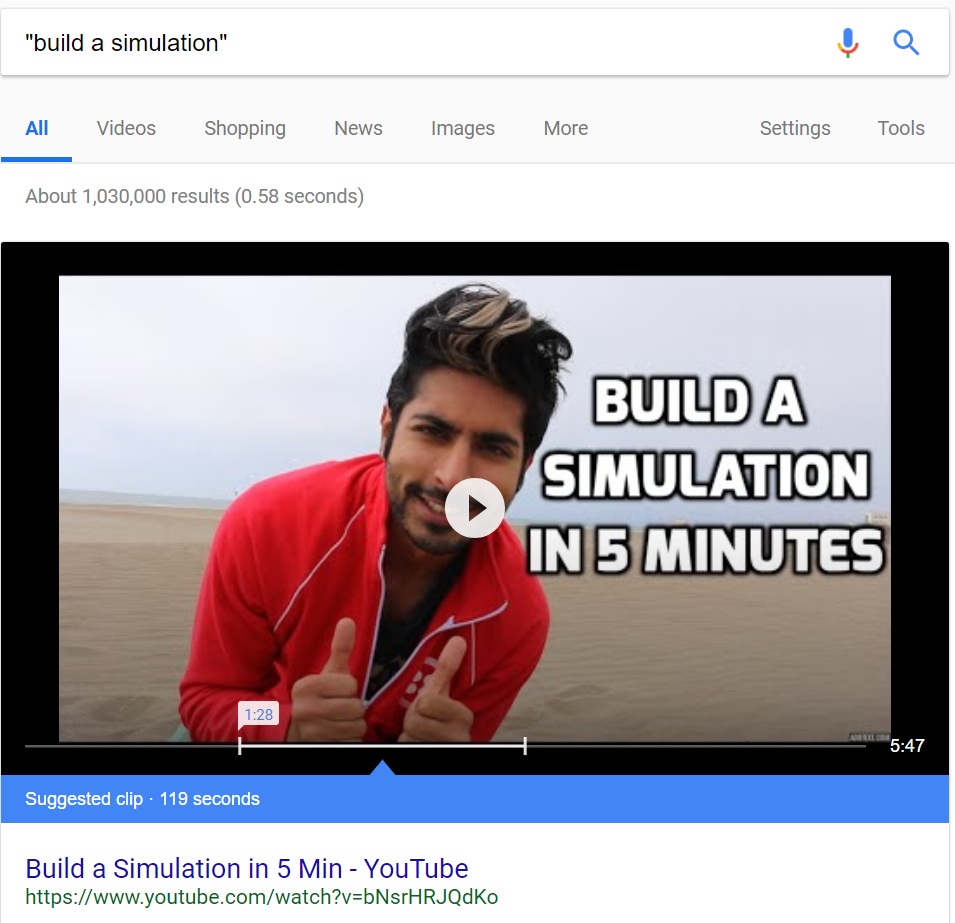 "build a simulation"
All Videos Shopping News Images More Settings Tools
About 1,030,000 results (0.58 seconds)
BUILD A
SIMULATION
IN 5 MINUTES
1:28
5:47
Suggested clip · 119 seconds
Build a Simulation in 5 Min - YouTube
https://www.youtube.com/watch?v=bNsrHRJQdKo